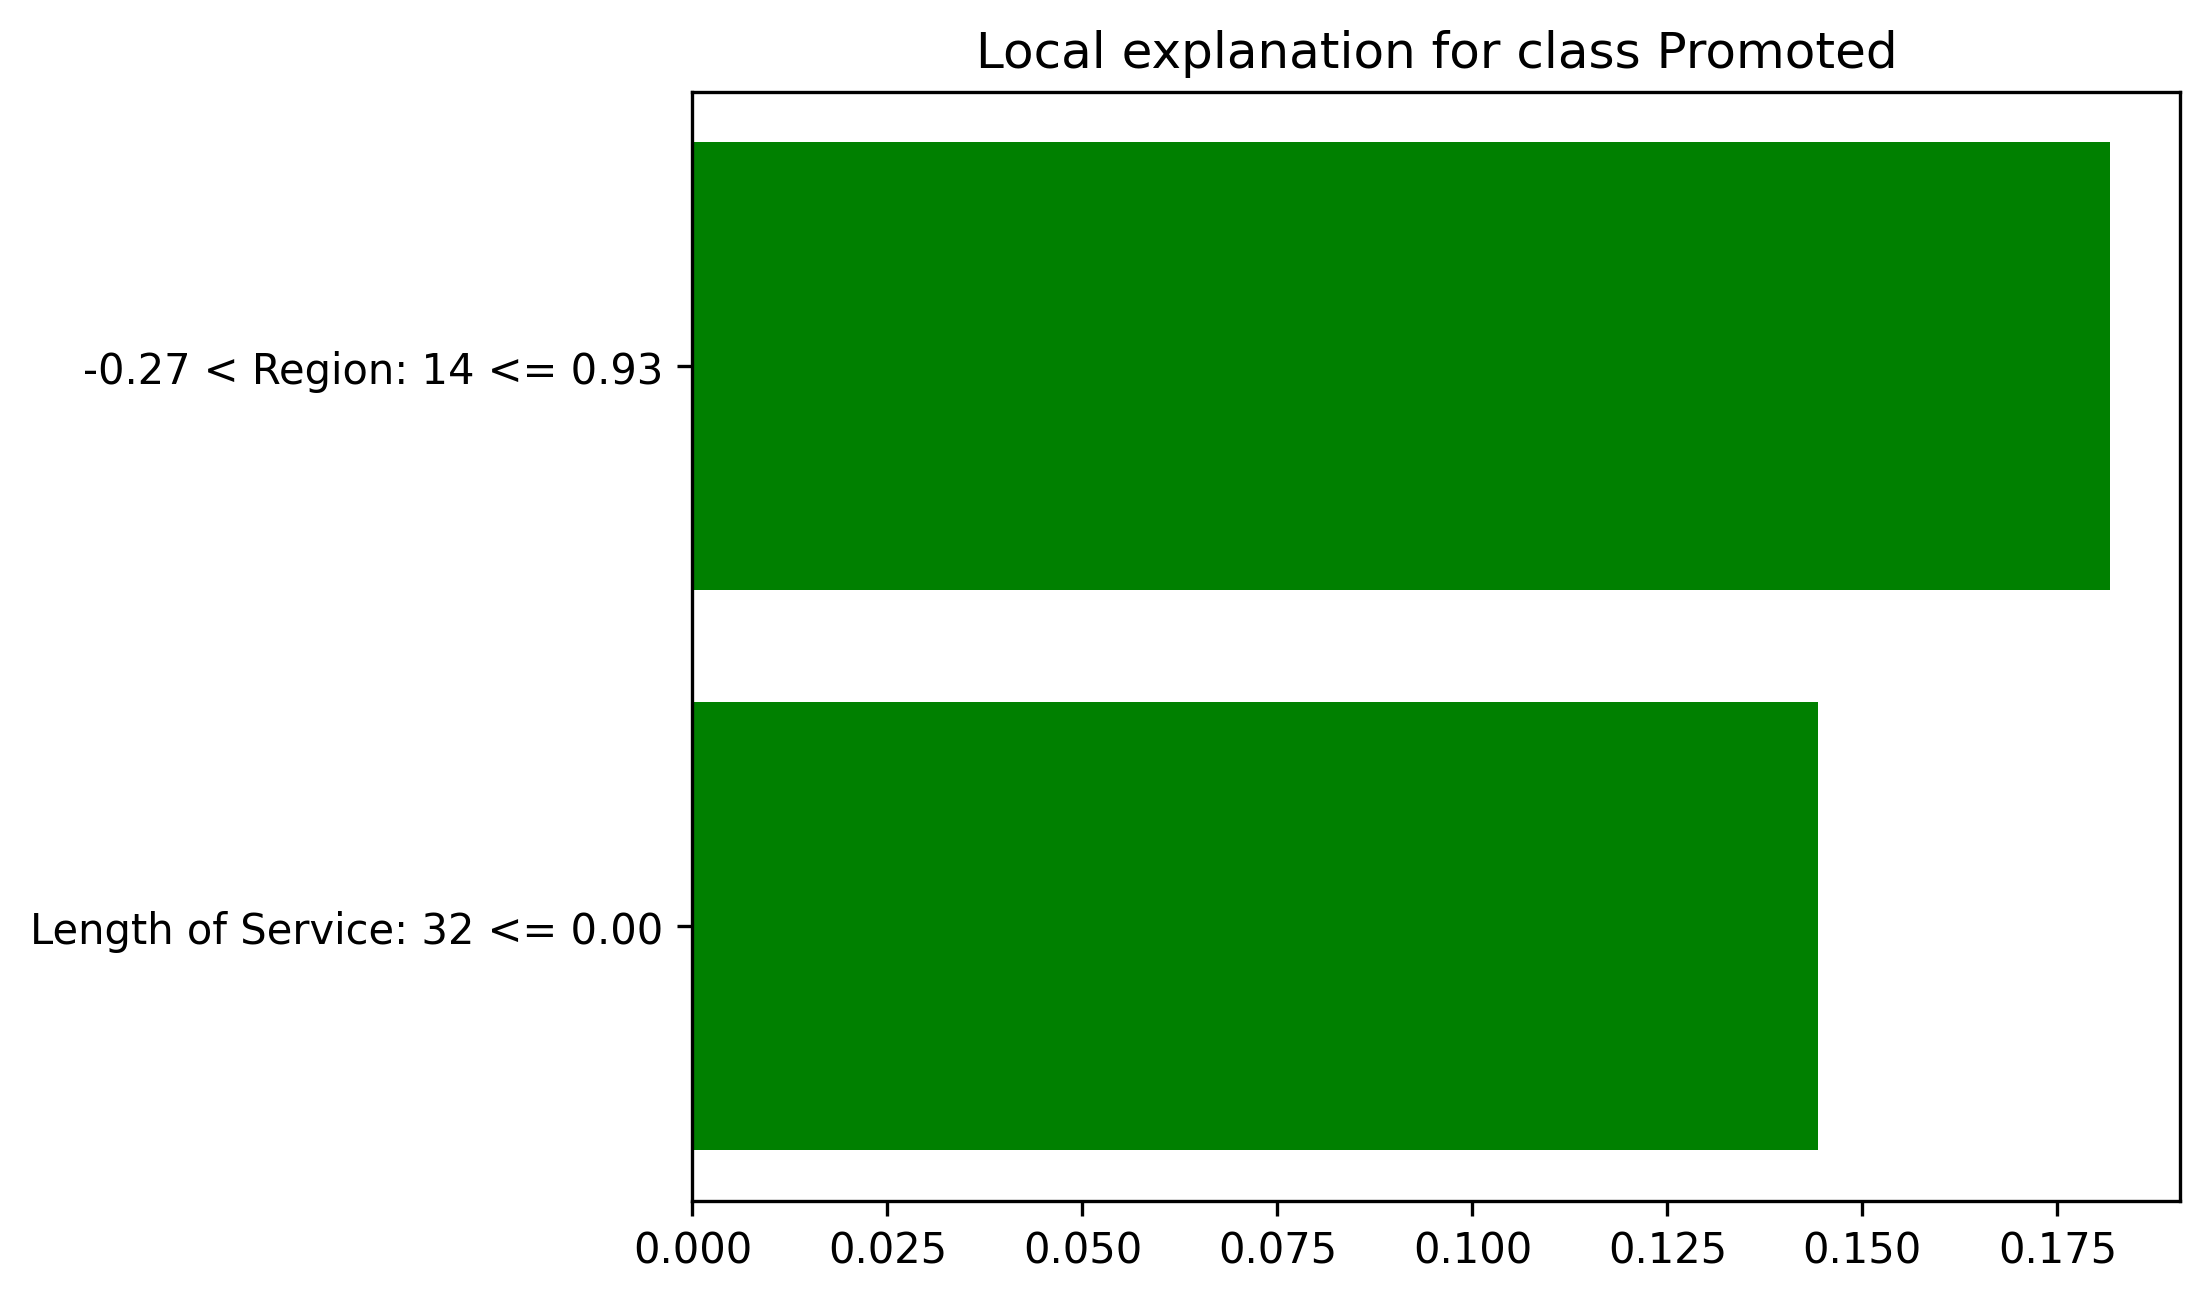 Local explanation for class Promoted
-0.27 < Region: 14 <= 0.93
Length of Service: 32 <= 0.00
0.000 0.025 0.050 0.075 0.100 0.125 0.150 0.175